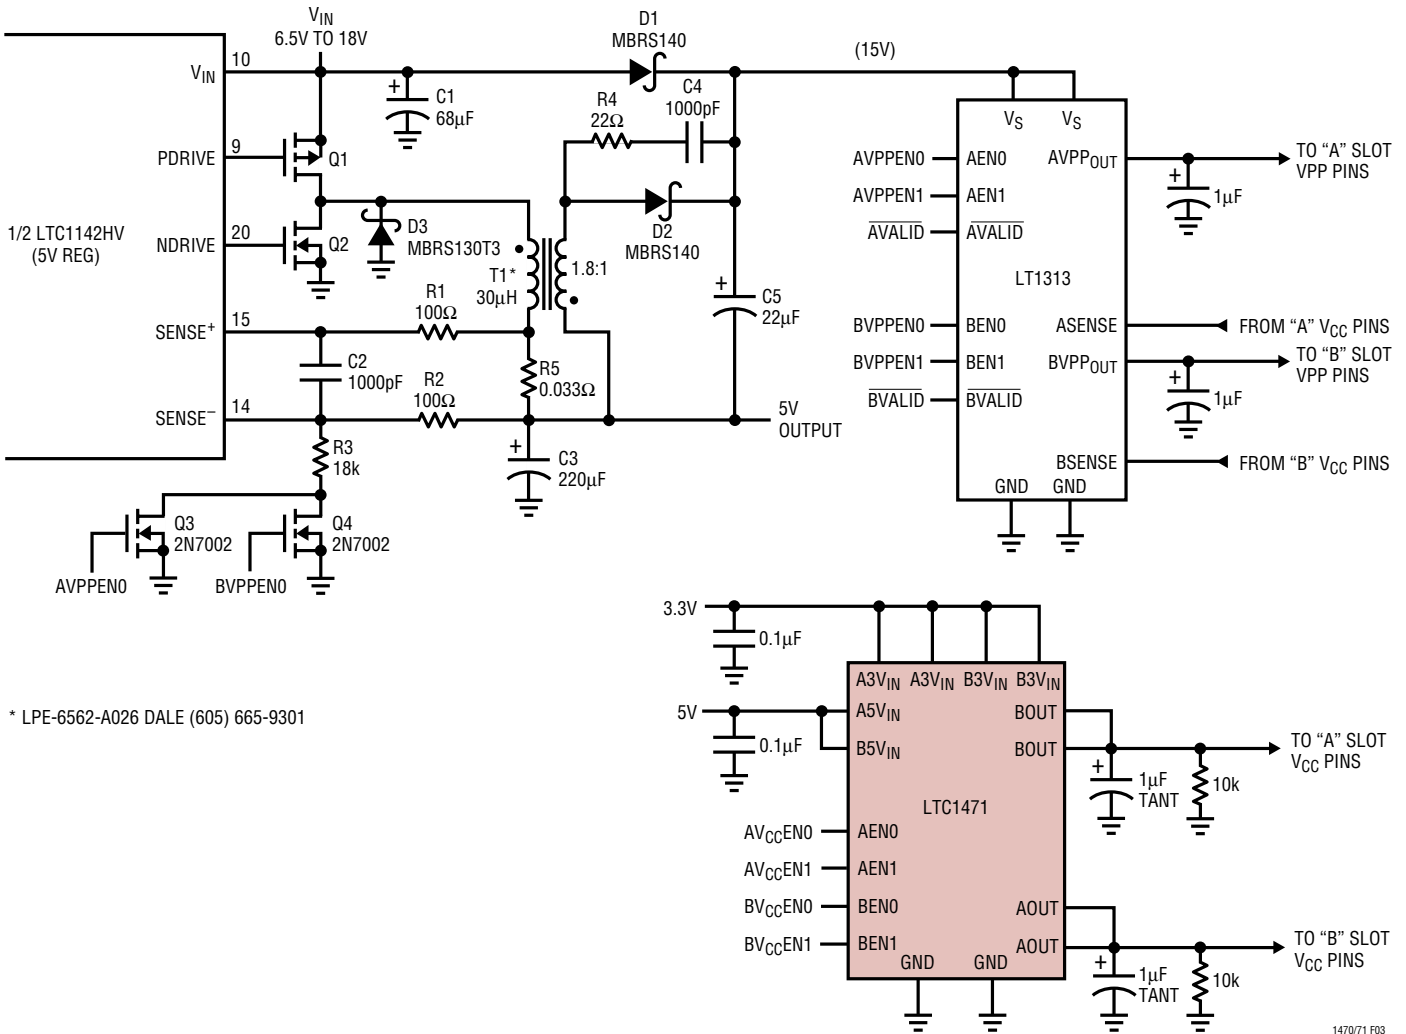 VIN
6.5V TO 18V
D1
MBRS140
(15V)
10
VIN
+
C1
68µF
R4
22Ω
C4
1000pF
VS
VS
PDRIVE
9
Q1
AVPPEN0
AEN0
AVPPOUT
TO “A” SLOT
VPP PINS
+
1µF
AVPPEN1
AEN1
1/2 LTC1142HV
(5V REG)
NDRIVE
20
Q2
D3
MBRS130T3
D2
MBRS140
AVALID
AVALID
T1*
30µH
1.8:1
LT1313
+
C5
22µF
SENSE+
15
R1
100Ω
BVPPEN0
BEN0
ASENSE
FROM “A” VCC PINS
C2
1000pF
R2
100Ω
R5
0.033Ω
BVPPEN1
BEN1
BVPPOUT
TO “B” SLOT
VPP PINS
+
1µF
BVALID
BVALID
SENSE–
14
5V
OUTPUT
R3
18k
+
C3
220µF
BSENSE
FROM “B” VCC PINS
GND
GND
Q3
2N7002
Q4
2N7002
AVPPEN0
BVPPEN0
3.3V
0.1µF
A3VIN
A3VIN
B3VIN
B3VIN
* LPE-6562-A026 DALE (605) 665-9301
5V
A5VIN
BOUT
0.1µF
B5VIN
BOUT
TO “A” SLOT
VCC PINS
+
1µF
TANT
10k
LTC1471
AVCCEN0
AEN0
AVCCEN1
AEN1
BVCCEN0
BEN0
AOUT
BVCCEN1
BEN1
AOUT
TO “B” SLOT
VCC PINS
GND
GND
+
1µF
TANT
10k
1470/71 F03